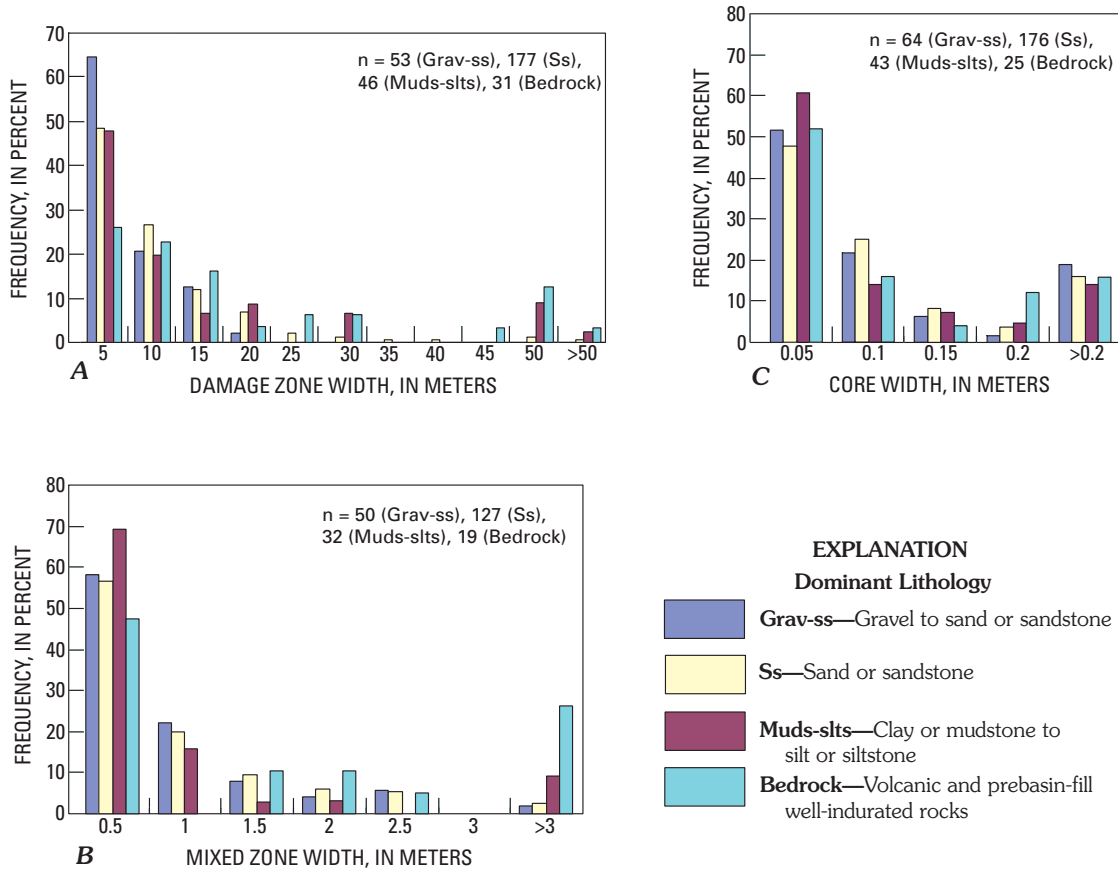 70
60
50
40
30
20
10
0
FREQUENCY, IN PERCENT
n = 53 (Grav-ss), 177 (Ss),
46 (Muds-slts), 31 (Bedrock)
5 10 15 20 25 30 35 40 45 50 >50
A
DAMAGE ZONE WIDTH, IN METERS
80
70
60
50
40
30
20
10
0
FREQUENCY, IN PERCENT
n = 64 (Grav-ss), 176 (Ss),
43 (Muds-slts), 25 (Bedrock)
0.05 0.1 0.15 0.2 >0.2
C
CORE WIDTH, IN METERS
80
70
60
50
40
30
20
10
0
FREQUENCY, IN PERCENT
n = 50 (Grav-ss), 127 (Ss),
32 (Muds-slts), 19 (Bedrock)
0.5 1 1.5 2 2.5 3 >3
B
MIXED ZONE WIDTH, IN METERS
EXPLANATION
Dominant Lithology
Grav-ss—Gravel to sand or sandstone
Ss—Sand or sandstone
Muds-slts—Clay or mudstone to
silt or siltstone
Bedrock—Volcanic and prebasin-fill
well-indurated rocks